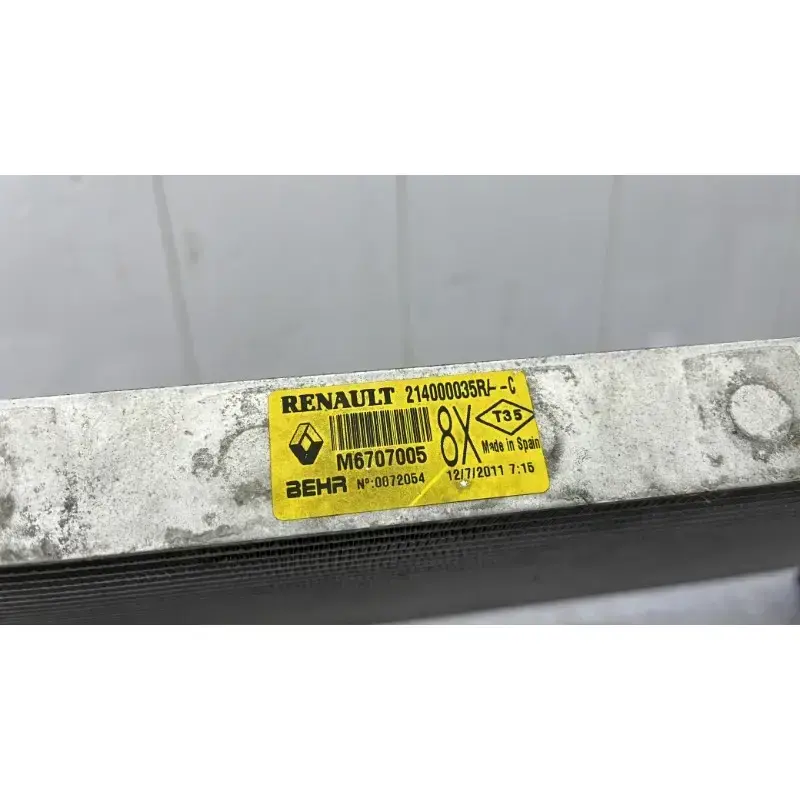 RENAULT 214000035R/--C
M6707005
8X
T35
Made in Spain
BEHR Nº:0072054
12/7/2011 7:15